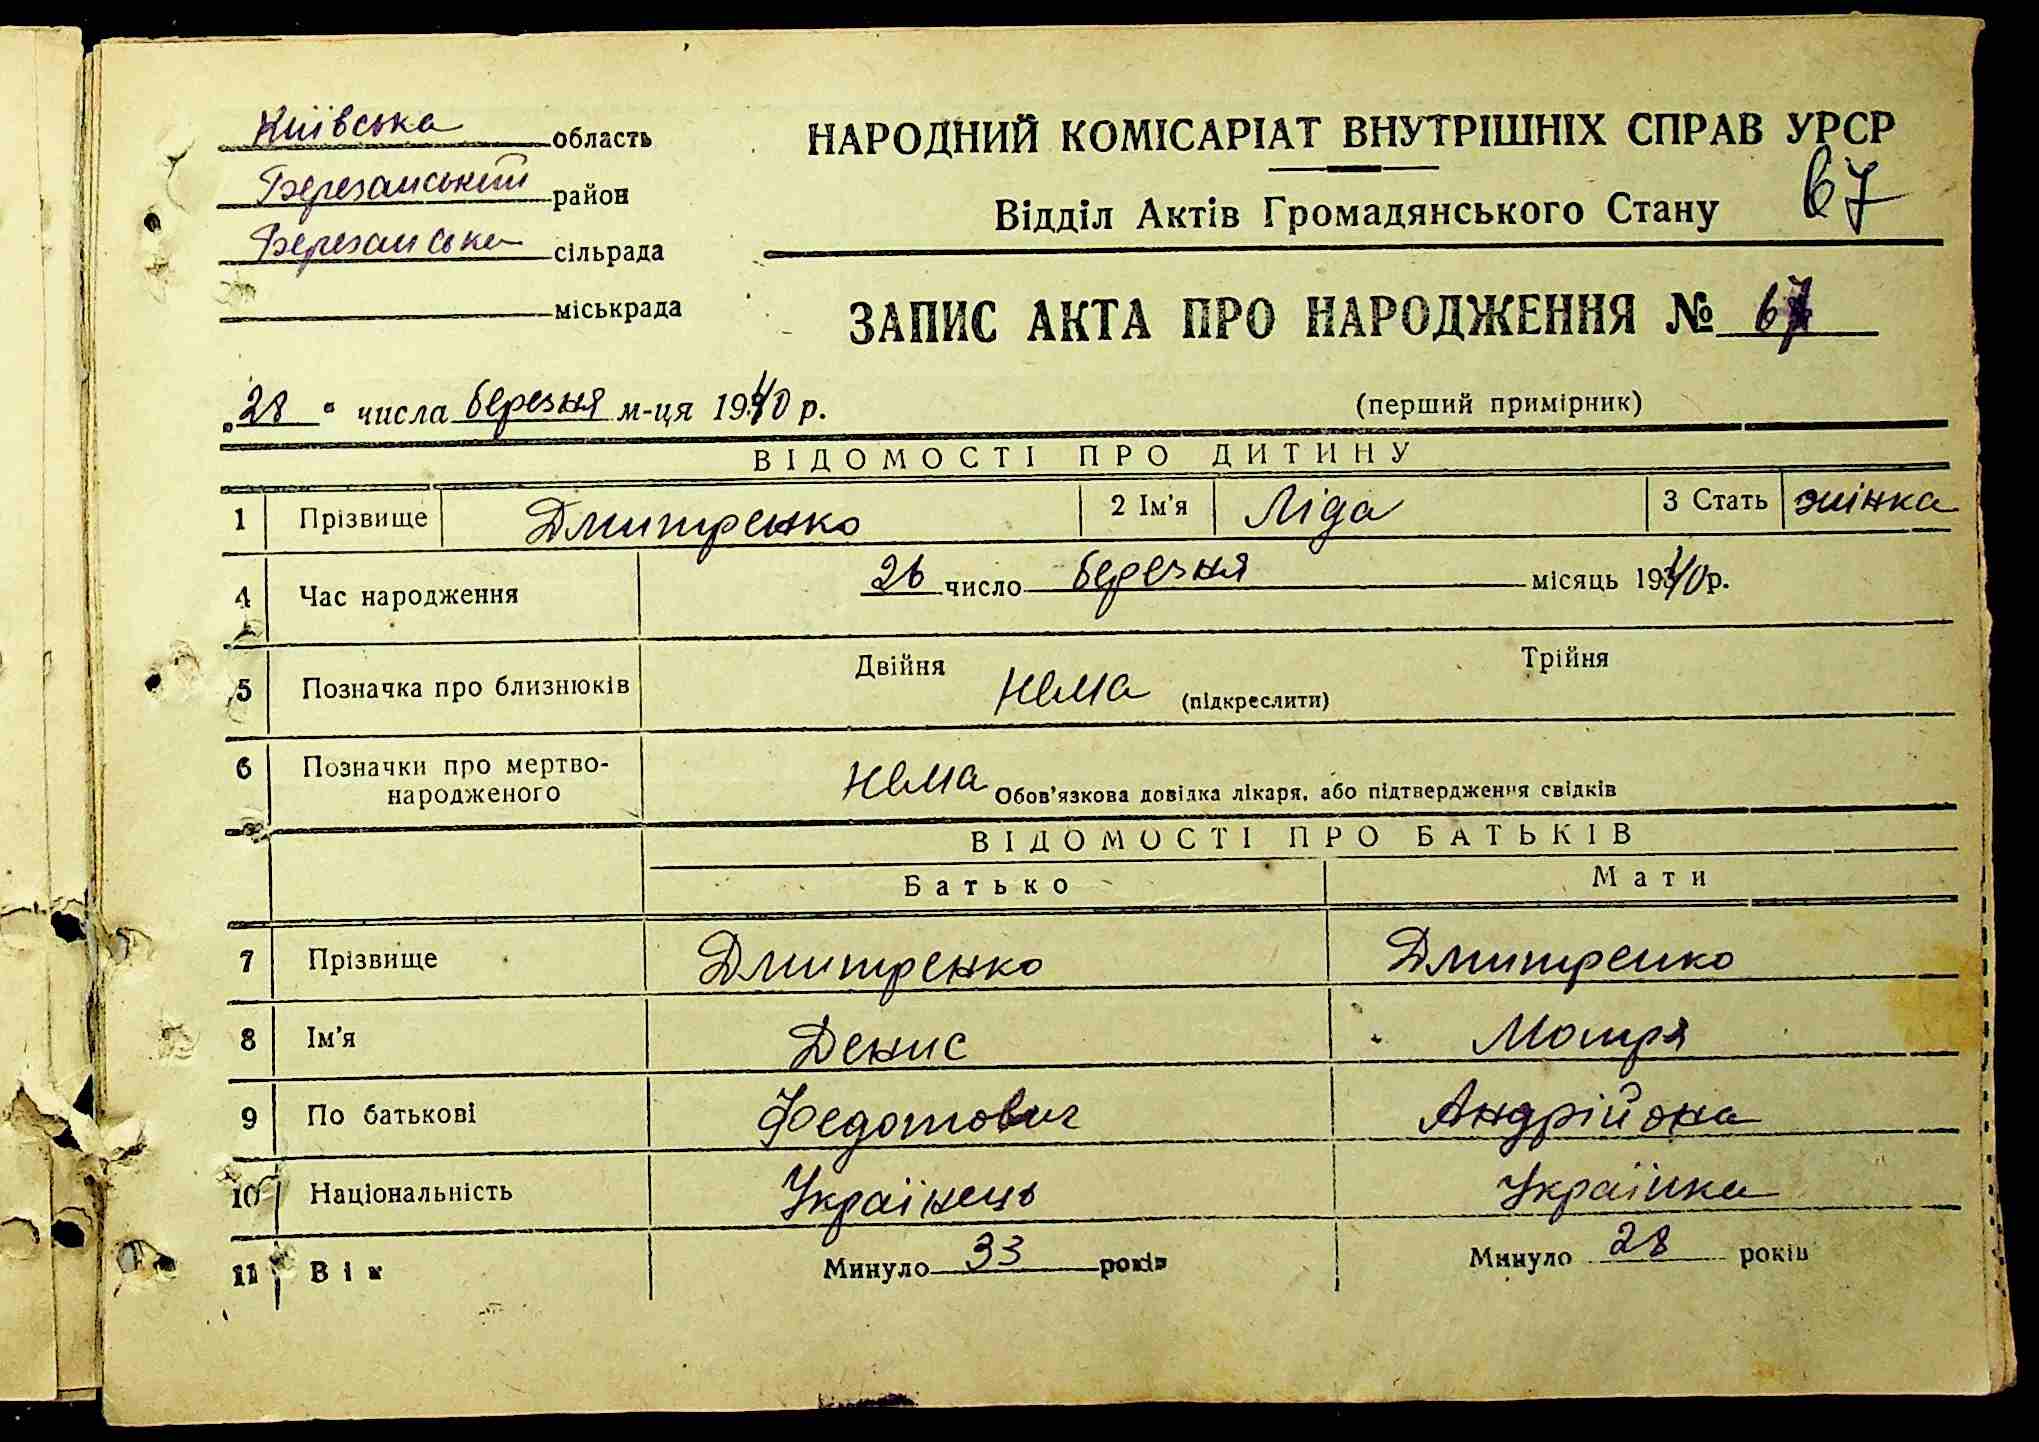 Київська область
Березанський район
Березанська сільрада
міськрада
НАРОДНИЙ КОМІСАРІАТ ВНУТРІШНІХ СПРАВ УРСР
Відділ Актів Громадянського Стану 67
ЗАПИС АКТА ПРО НАРОДЖЕННЯ № 67
„28" числа березня м-ця 1940 р.
(перший примірник)
ВІДОМОСТІ ПРО ДИТИНУ
1 Прізвище Дмитренко 2 Ім'я Ліда 3 Стать жінка
4 Час народження 26 число березня місяць 1940 р.
5 Позначка про близнюків Двійня нема (підкреслити) Трійня
6 Позначки про мертво-
народженого нема Обов'язкова довідка лікаря, або підтвердження свідків
ВІДОМОСТІ ПРО БАТЬКІВ
Батько Мати
7 Прізвище Дмитренко Дмитренко
8 Ім'я Денис Мотря
9 По батькові Федотович Андрійона
10 Національність Українець Українка
11 Вік Минуло 33 років Минуло 28 років